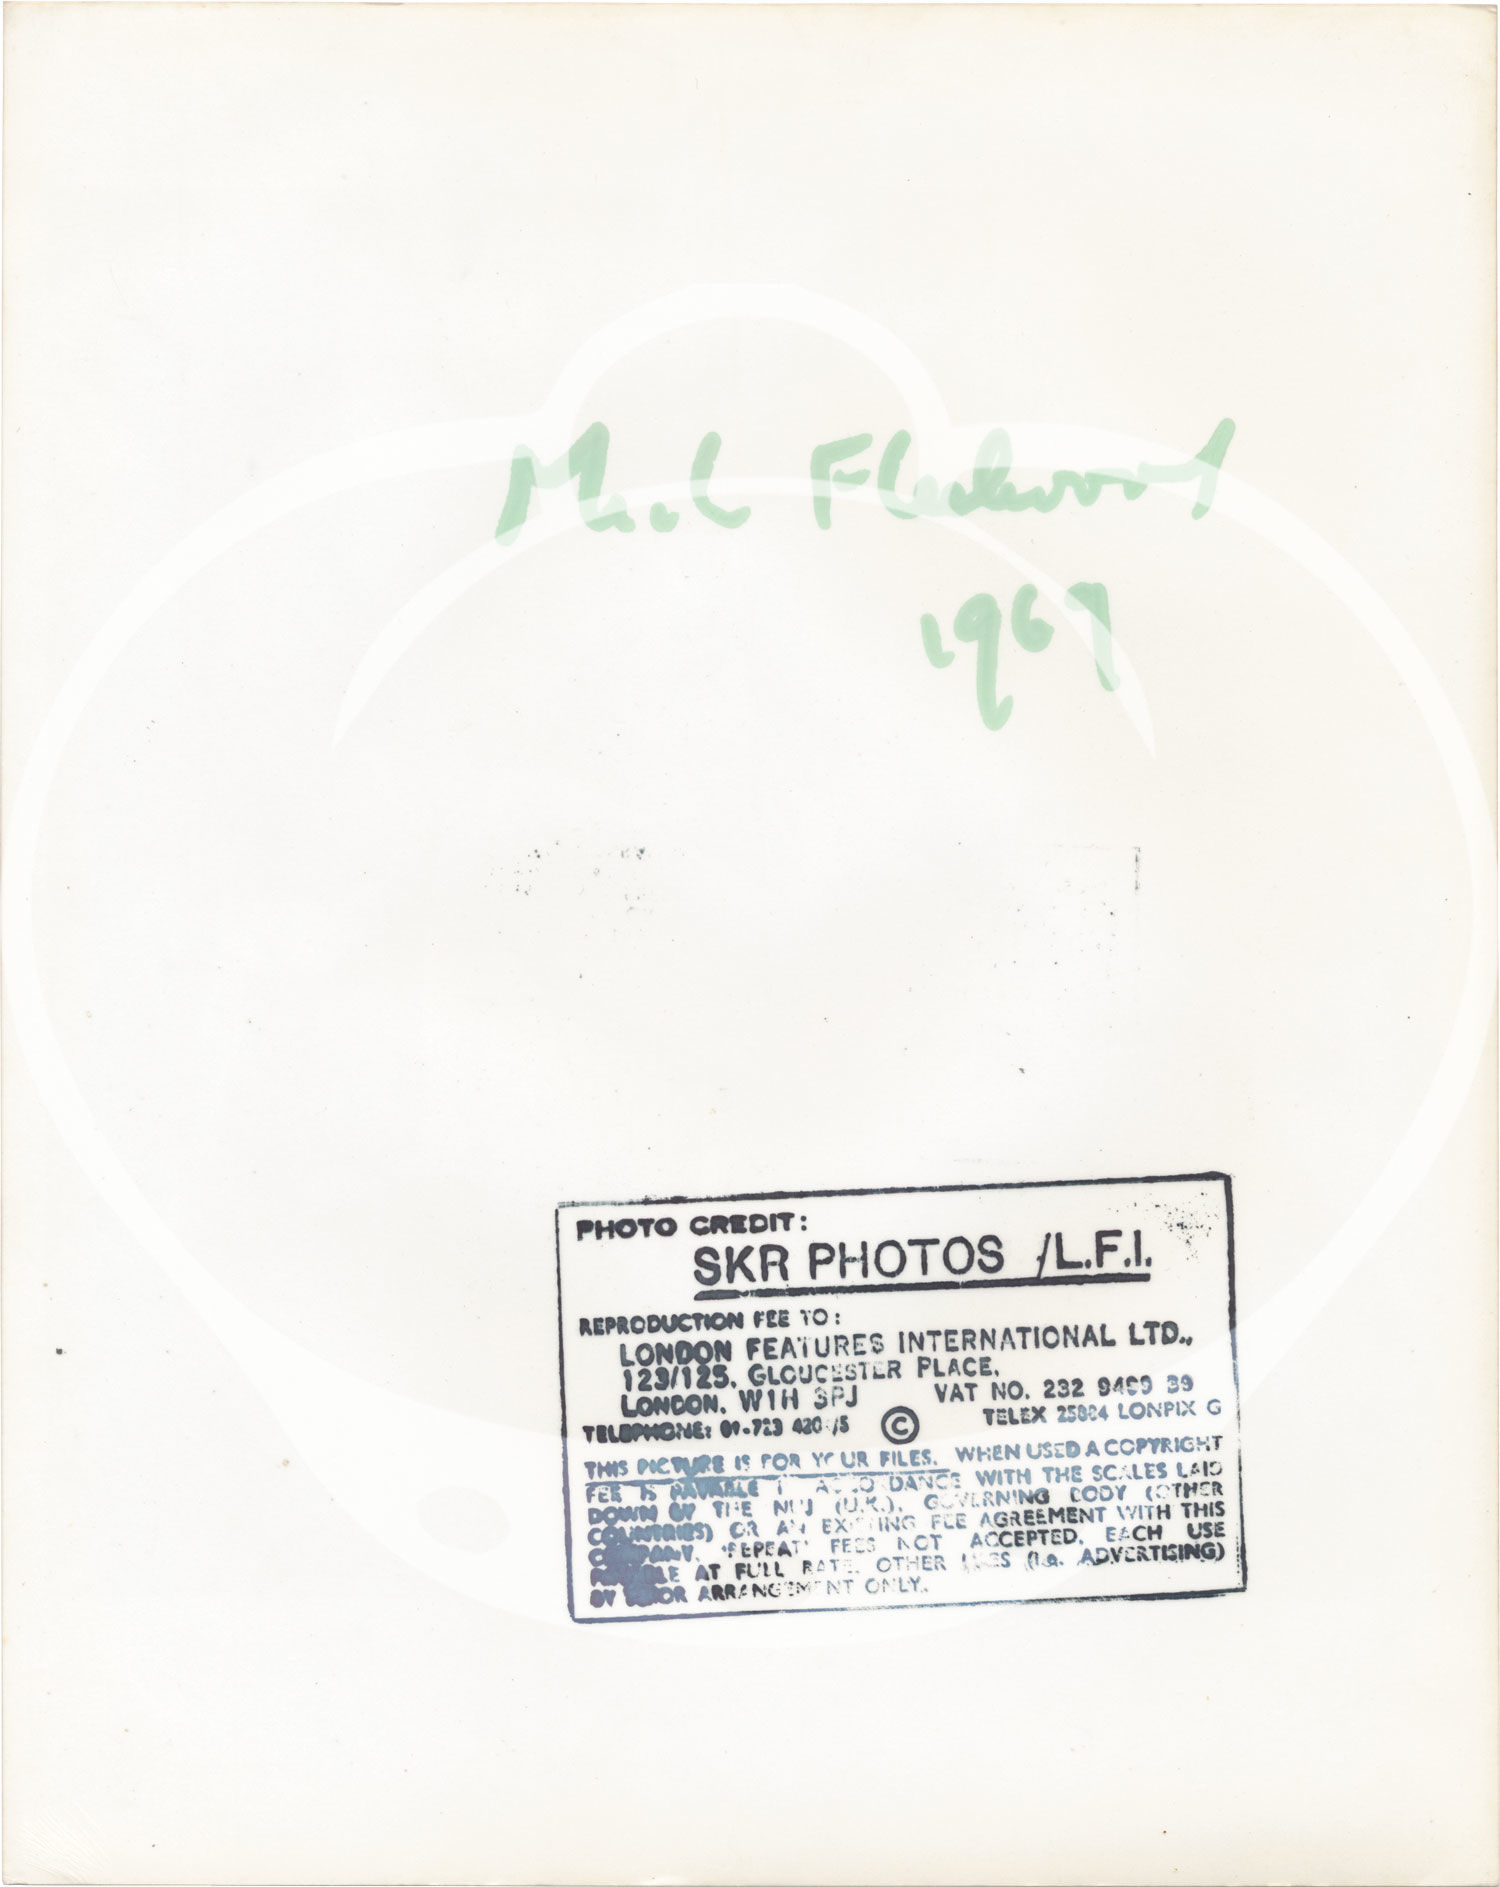 Mick Fleetwood
1967
PHOTO CREDIT:
SKR PHOTOS /L.F.I.
REPRODUCTION FEE TO:
LONDON FEATURES INTERNATIONAL LTD.,
123/125, GLOUCESTER PLACE,
LONDON, W1H 3PJ
VAT NO. 232 9489 39
TELEPHONE: 01-723 4204/5
©
TELEX 25804 LONPIX G
THIS PICTURE IS FOR YOUR FILES. WHEN USED A COPYRIGHT
FEE IS PAYABLE IN ACCORDANCE WITH THE SCALES LAID
DOWN BY THE NUJ (U.K.), GOVERNING BODY (OTHER
COUNTRIES) OR AN EXISTING FEE AGREEMENT WITH THIS
COMPANY. 'REPEAT' FEES NOT ACCEPTED. EACH USE
PAYABLE AT FULL RATE. OTHER USES (i.e. ADVERTISING)
BY PRIOR ARRANGEMENT ONLY.